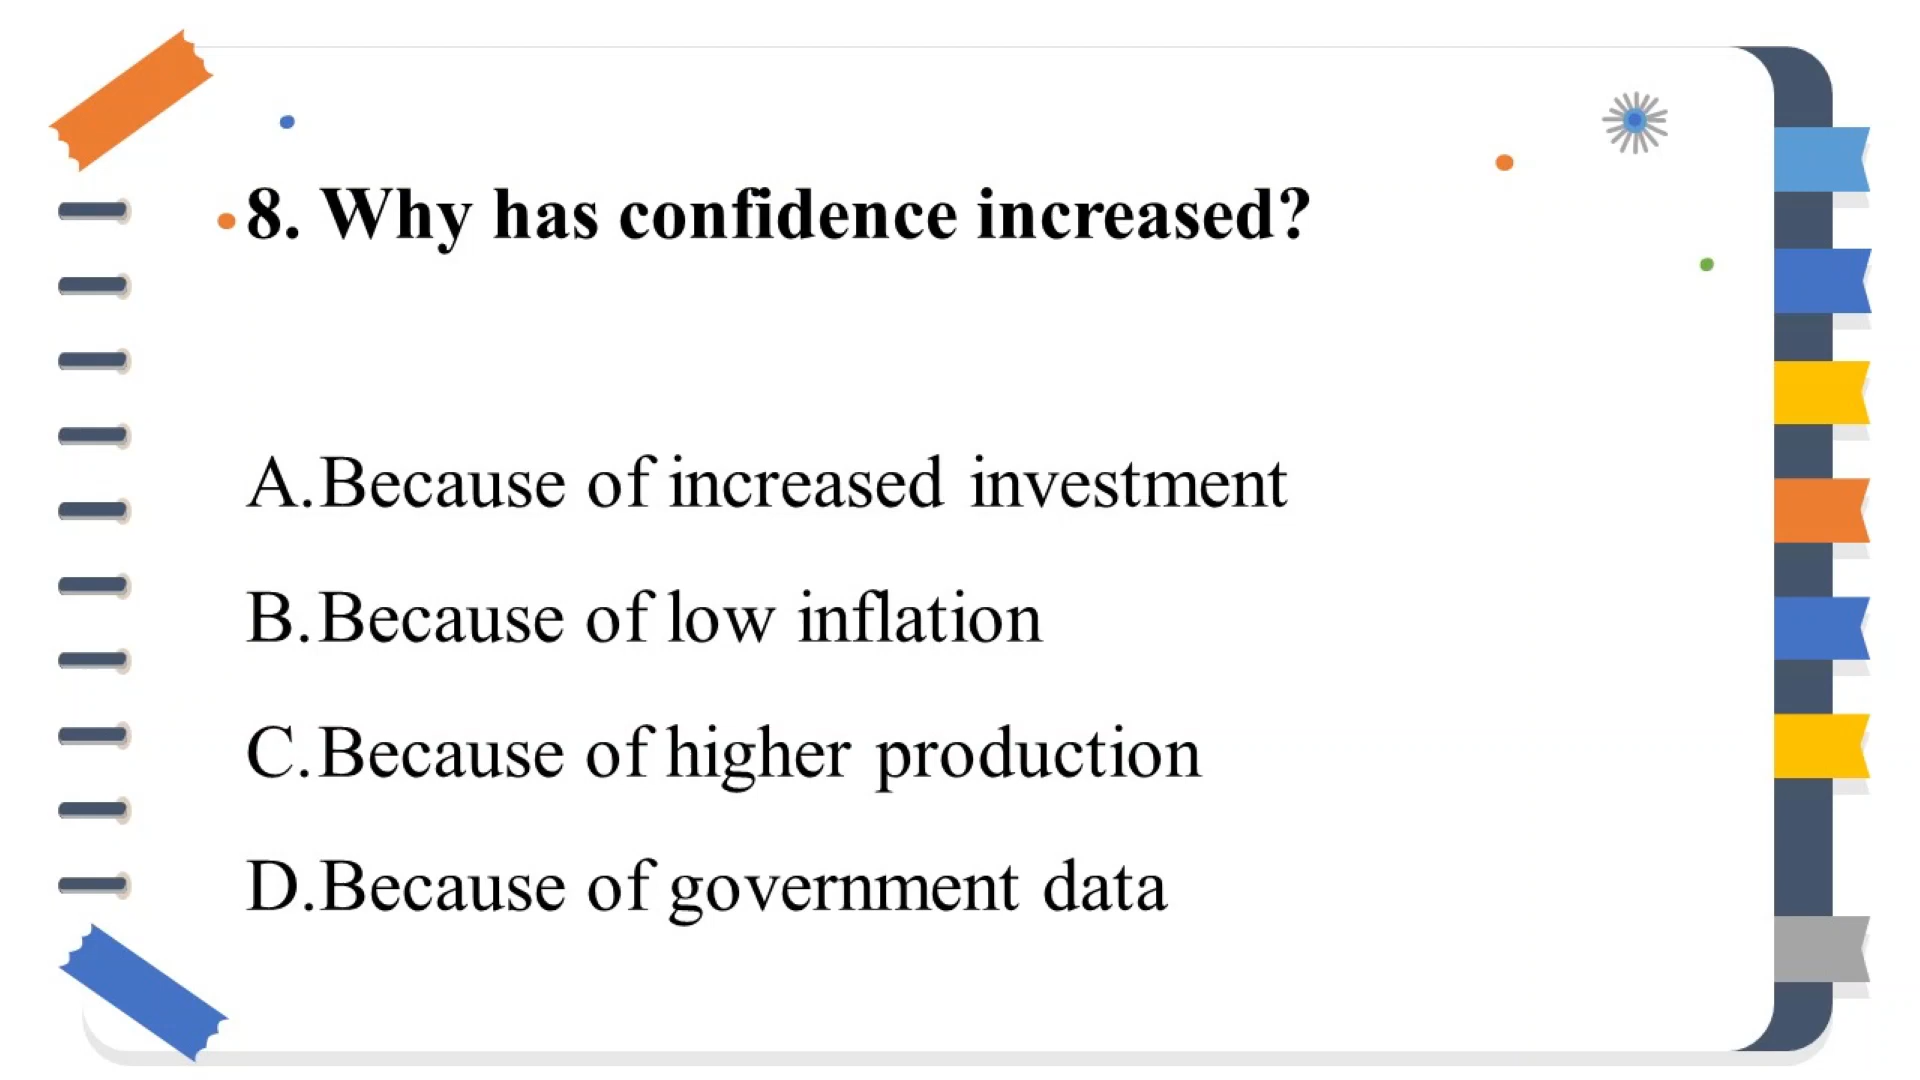 8. Why has confidence increased?
A.Because of increased investment
B.Because of low inflation
C.Because of higher production
D.Because of government data